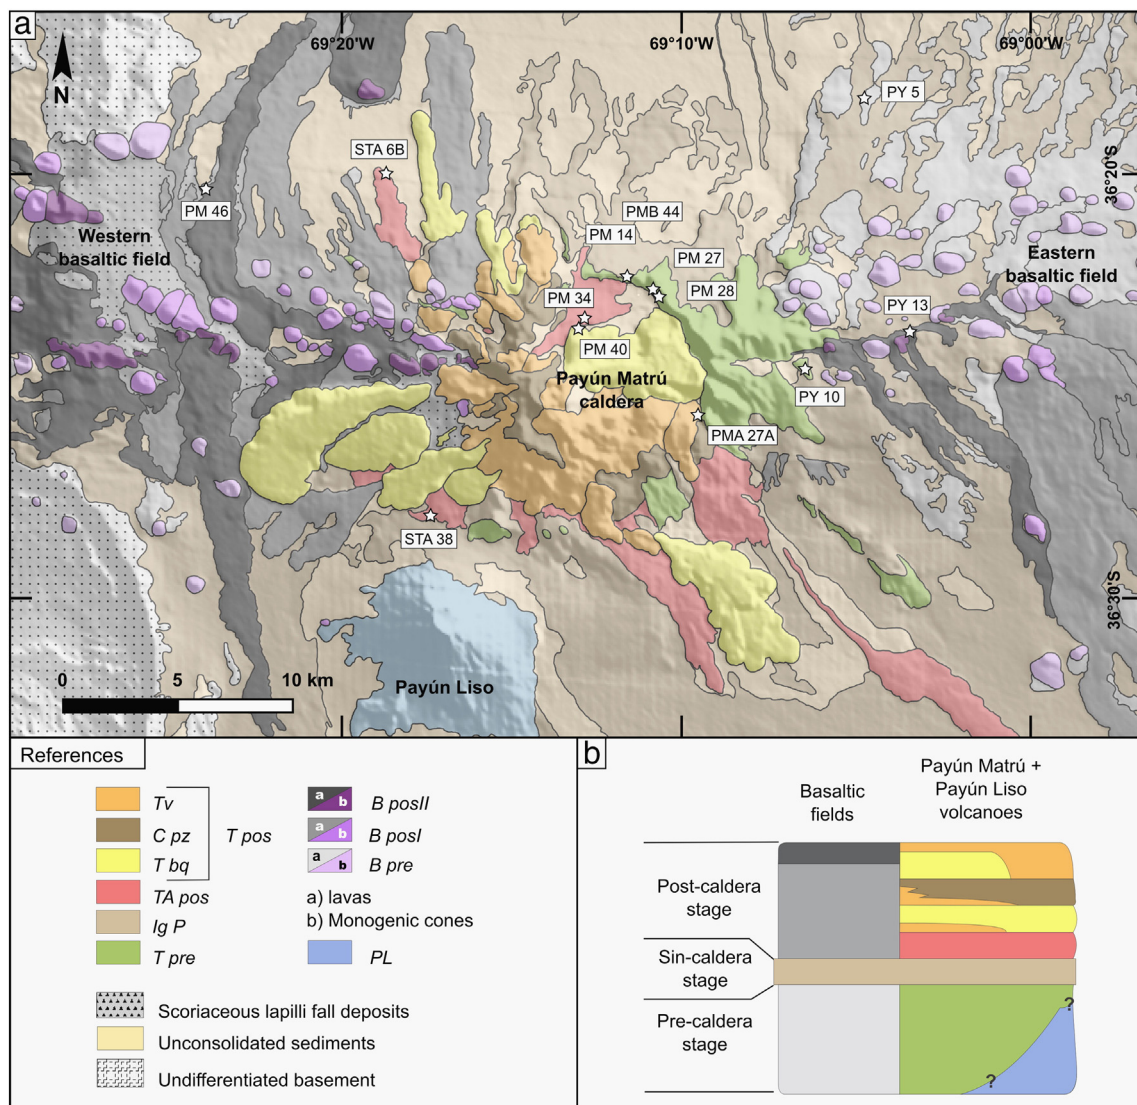 a
N
69°20'W
69°10'W
69°00'W
PY 5
STA 6B
36°20'S
PM 46
PMB 44
PM 14
Western
basaltic field
PM 27
Eastern
basaltic field
PM 28
PM 34
PY 13
PM 40
Payún Matrú
caldera
PY 10
PMA 27A
STA 38
36°30'S
0
5
10 km
Payún Liso
References
Tv
C pz
T bq
T pos
TA pos
Ig P
T pre
a
b
B posII
a
b
B posI
a
b
B pre
a) lavas
b) Monogenic cones
PL
Scoriaceous lapilli fall deposits
Unconsolidated sediments
Undifferentiated basement
b
Basaltic
fields
Payún Matrú +
Payún Liso
volcanoes
Post-caldera
stage
Sin-caldera
stage
Pre-caldera
stage
?
?